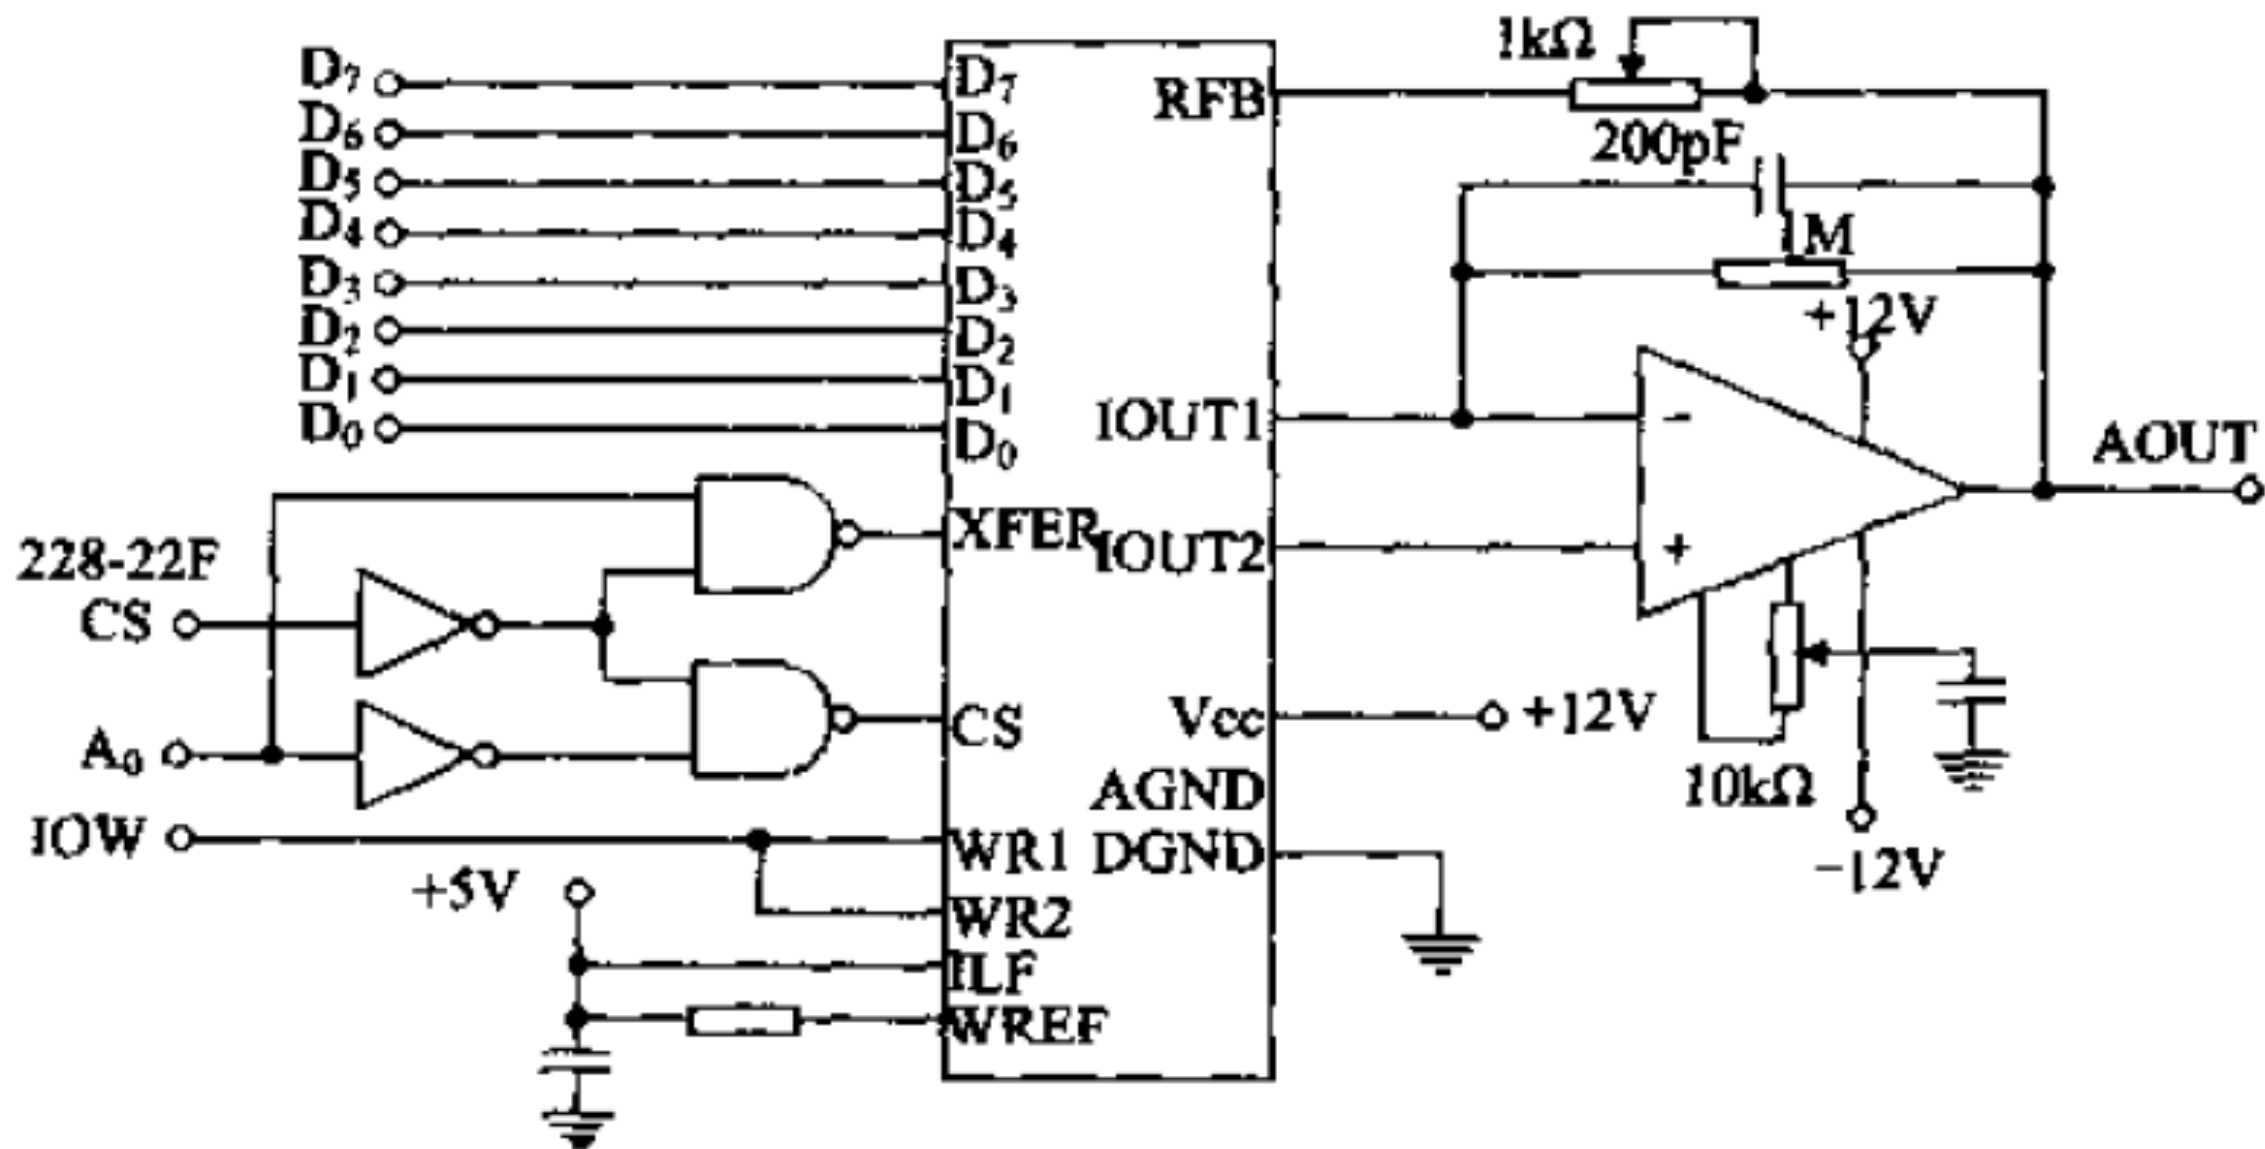 D₇
D₆
D₅
D₄
D₃
D₂
D₁
D₀
228-22F
CS
A₀
IOW
+5V
D₇
D₆
D₅
D₄
D₃
D₂
D₁
D₀
XFER
CS
WR1
WR2
ILF
WREF
RFB
IOUT1
IOUT2
Vcc
AGND
DGND
1kΩ
200pF
M
+12V
AOUT
+12V
10kΩ
-12V